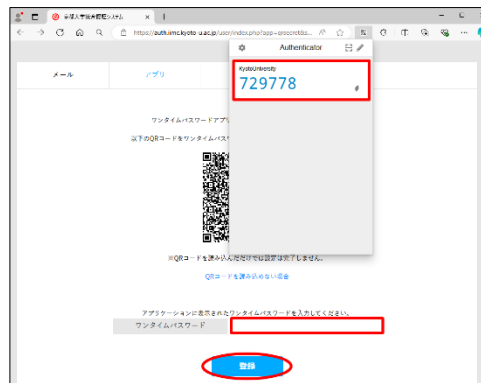 京都大学統合認証システム
https://auth.iimc.kyoto-u.ac.jp/user/index.php?app=
Authenticator
KyotoUniversity
729778
メール
アプリ
ワンタイムパスワードアプ
以下のQRコードをワンタイムパス
※QRコードを読み込んだだけでは設定は完了しません。
QRコードを読み込めない場合
アプリケーションに表示されたワンタイムパスワードを入力してください。
ワンタイムパスワード
登録